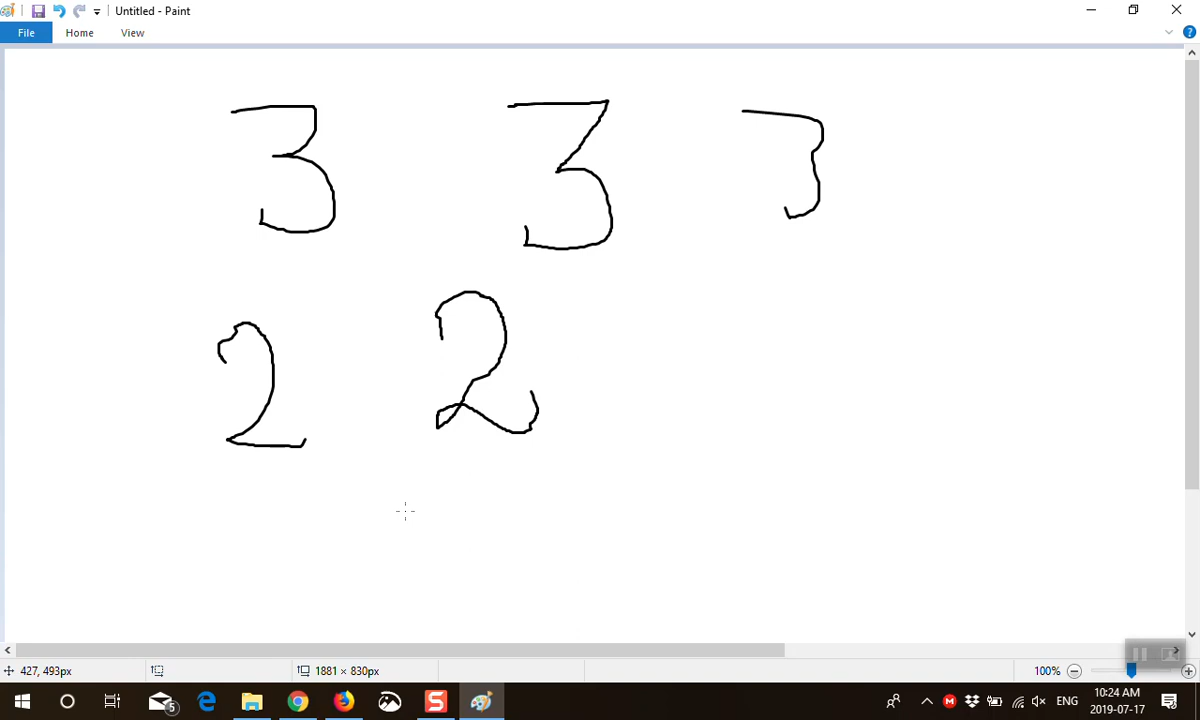 Untitled - Paint
File Home View
3 3 3
2 2
427, 493px 1881 × 830px 100%
5 ENG 10:24 AM
2019-07-17